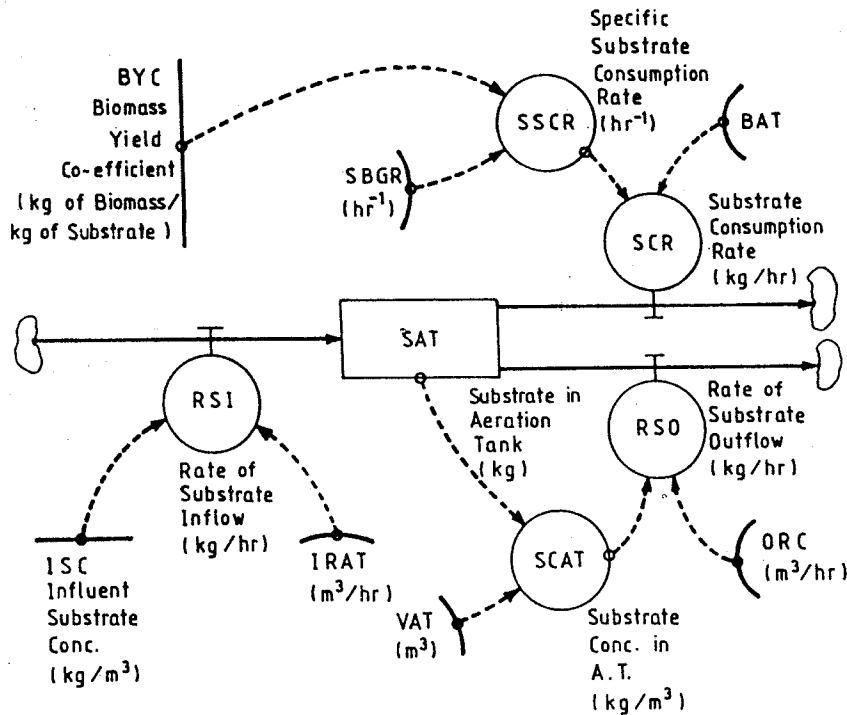 BYC
Biomass
Yield
Co-efficient
(kg of Biomass/
kg of Substrate)
SBGR
(hr⁻¹)
SSCR
Specific
Substrate
Consumption
Rate
(hr⁻¹)
BAT
SCR
Substrate
Consumption
Rate
(kg/hr)
SAT
Substrate in
Aeration
Tank
(kg)
RSI
Rate of
Substrate
Inflow
(kg/hr)
RSO
Rate of
Substrate
Outflow
(kg/hr)
ISC
Influent
Substrate
Conc.
(kg/m³)
IRAT
(m³/hr)
VAT
(m³)
SCAT
Substrate
Conc. in
A.T.
(kg/m³)
ORC
(m³/hr)